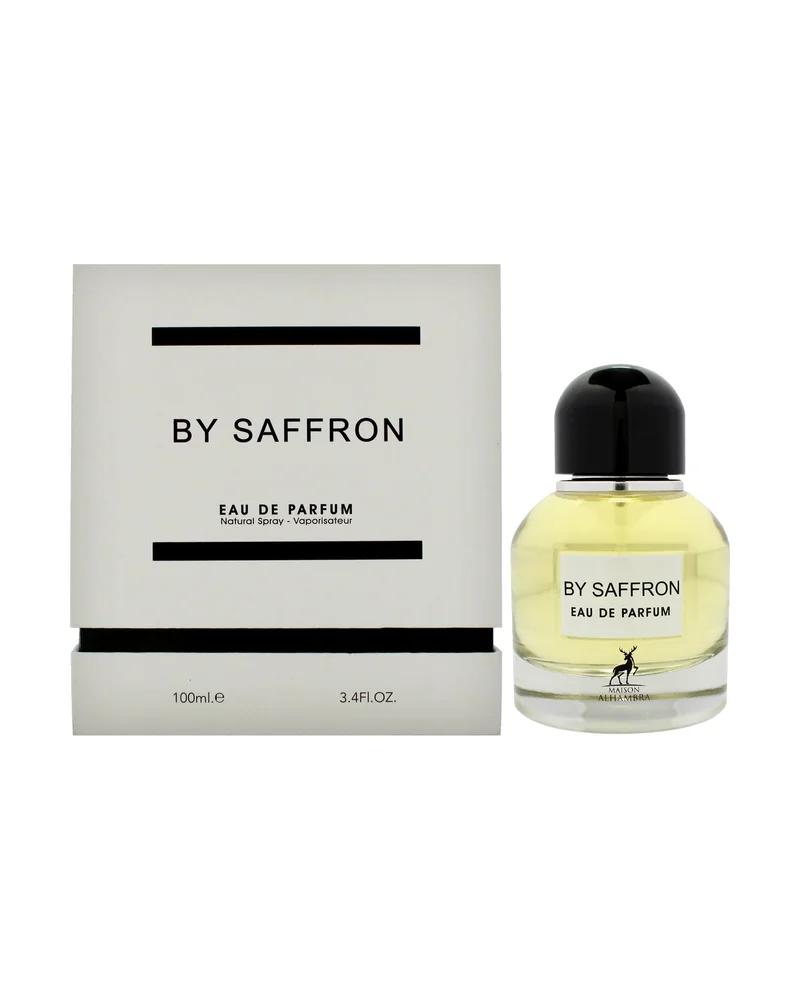 BY SAFFRON
EAU DE PARFUM
Natural Spray - Vaporisateur
100ml.℮
3.4Fl.OZ.
BY SAFFRON
EAU DE PARFUM
MAISON
ALHAMBRA